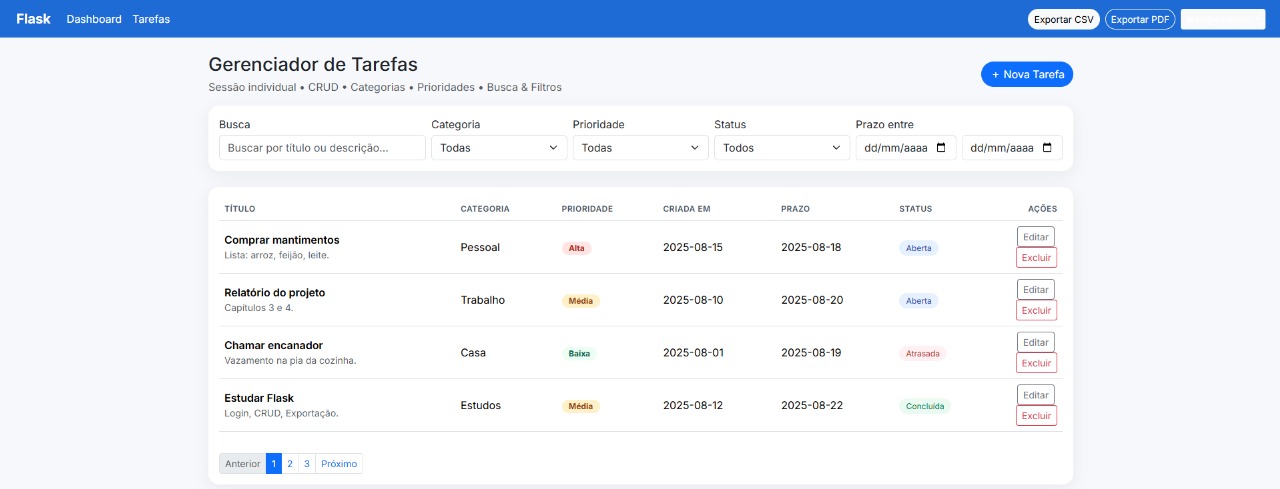 Flask Dashboard Tarefas Exportar CSV Exportar PDF
Gerenciador de Tarefas
Sessão individual • CRUD • Categorias • Prioridades • Busca & Filtros
+ Nova Tarefa
Busca Categoria Prioridade Status Prazo entre
Buscar por título ou descrição... Todas Todas Todos dd/mm/aaaa dd/mm/aaaa
TÍTULO CATEGORIA PRIORIDADE CRIADA EM PRAZO STATUS AÇÕES
Comprar mantimentos
Lista: arroz, feijão, leite.
Pessoal Alta 2025-08-15 2025-08-18 Aberta
Editar
Excluir
Relatório do projeto
Capítulos 3 e 4.
Trabalho Média 2025-08-10 2025-08-20 Aberta
Editar
Excluir
Chamar encanador
Vazamento na pia da cozinha.
Casa Baixa 2025-08-01 2025-08-19 Atrasada
Editar
Excluir
Estudar Flask
Login, CRUD, Exportação.
Estudos Média 2025-08-12 2025-08-22 Concluída
Editar
Excluir
Anterior 1 2 3 Próximo